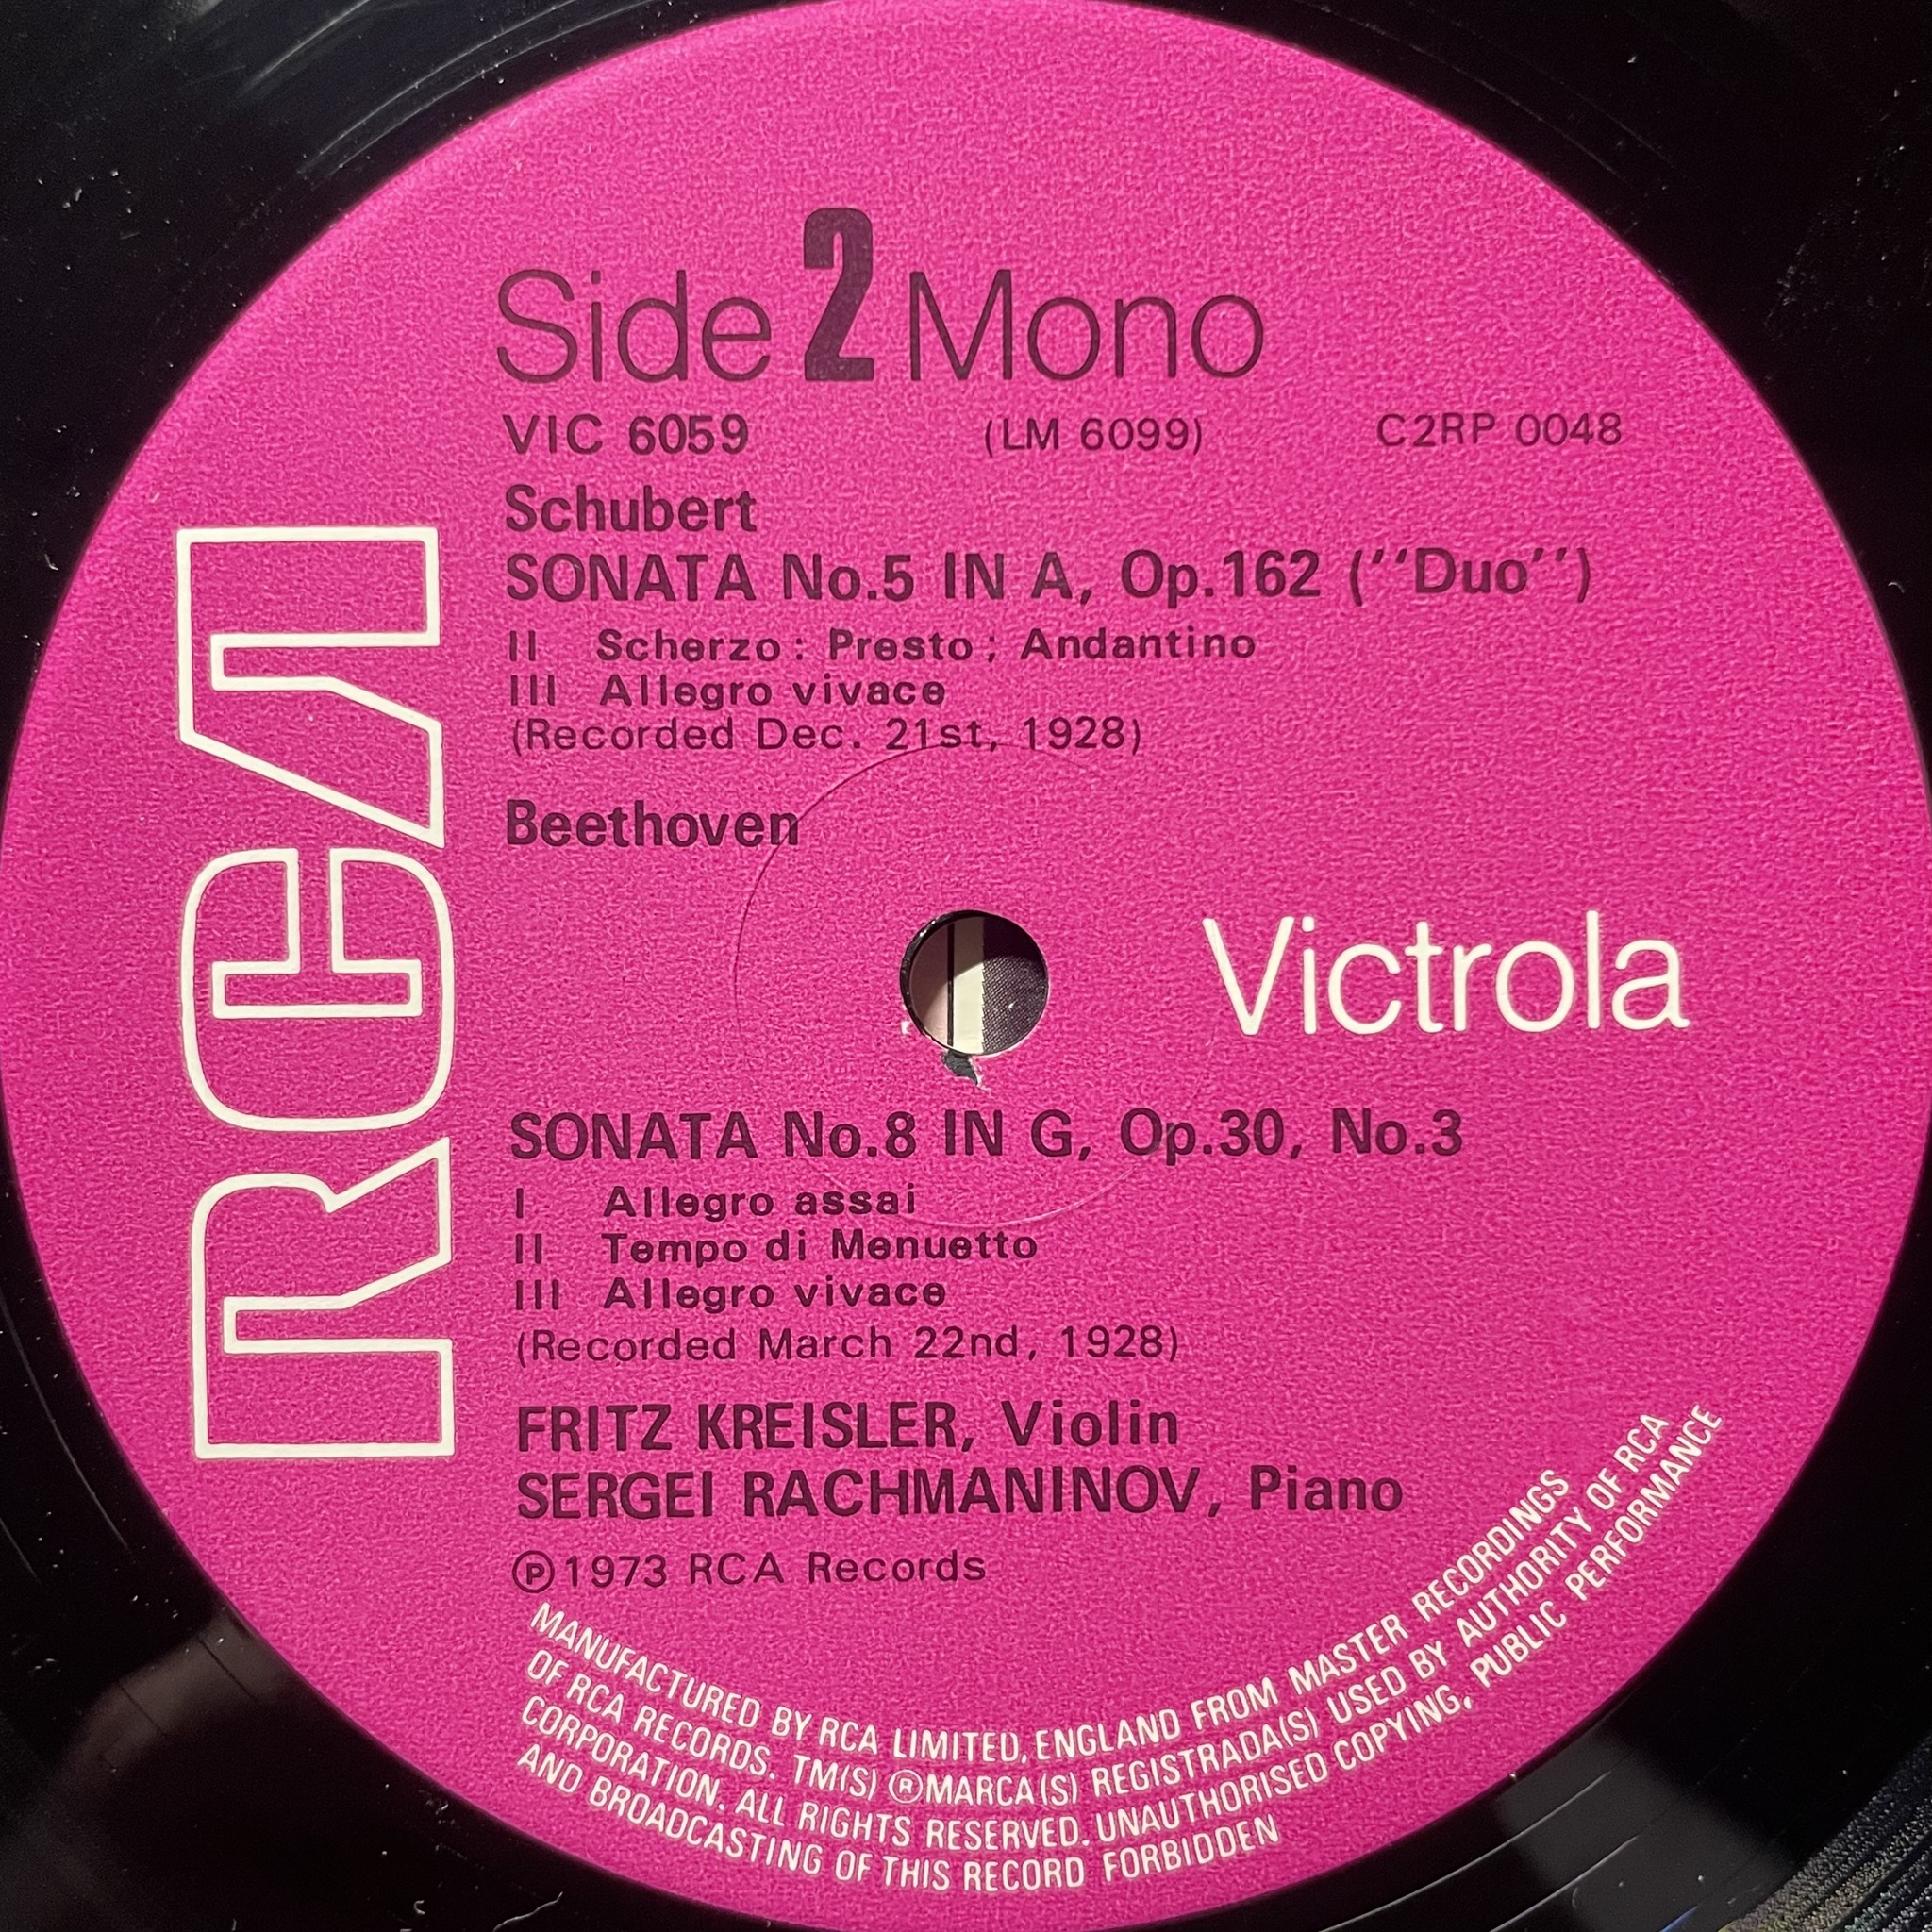 Side 2 Mono
VIC 6059 (LM 6099) C2RP 0048
Schubert
SONATA No.5 IN A, Op.162 (''Duo'')
II Scherzo: Presto; Andantino
III Allegro vivace
(Recorded Dec. 21st, 1928)
Beethoven
RCA
Victrola
SONATA No.8 IN G, Op.30, No.3
I Allegro assai
II Tempo di Menuetto
III Allegro vivace
(Recorded March 22nd, 1928)
FRITZ KREISLER, Violin
SERGEI RACHMANINOV, Piano
Ⓟ1973 RCA Records
MANUFACTURED BY RCA LIMITED, ENGLAND FROM MASTER RECORDINGS
OF RCA RECORDS. TM(S) ®MARCA(S) REGISTRADA(S) USED BY AUTHORITY OF RCA
CORPORATION. ALL RIGHTS RESERVED. UNAUTHORISED COPYING, PUBLIC PERFORMANCE
AND BROADCASTING OF THIS RECORD FORBIDDEN